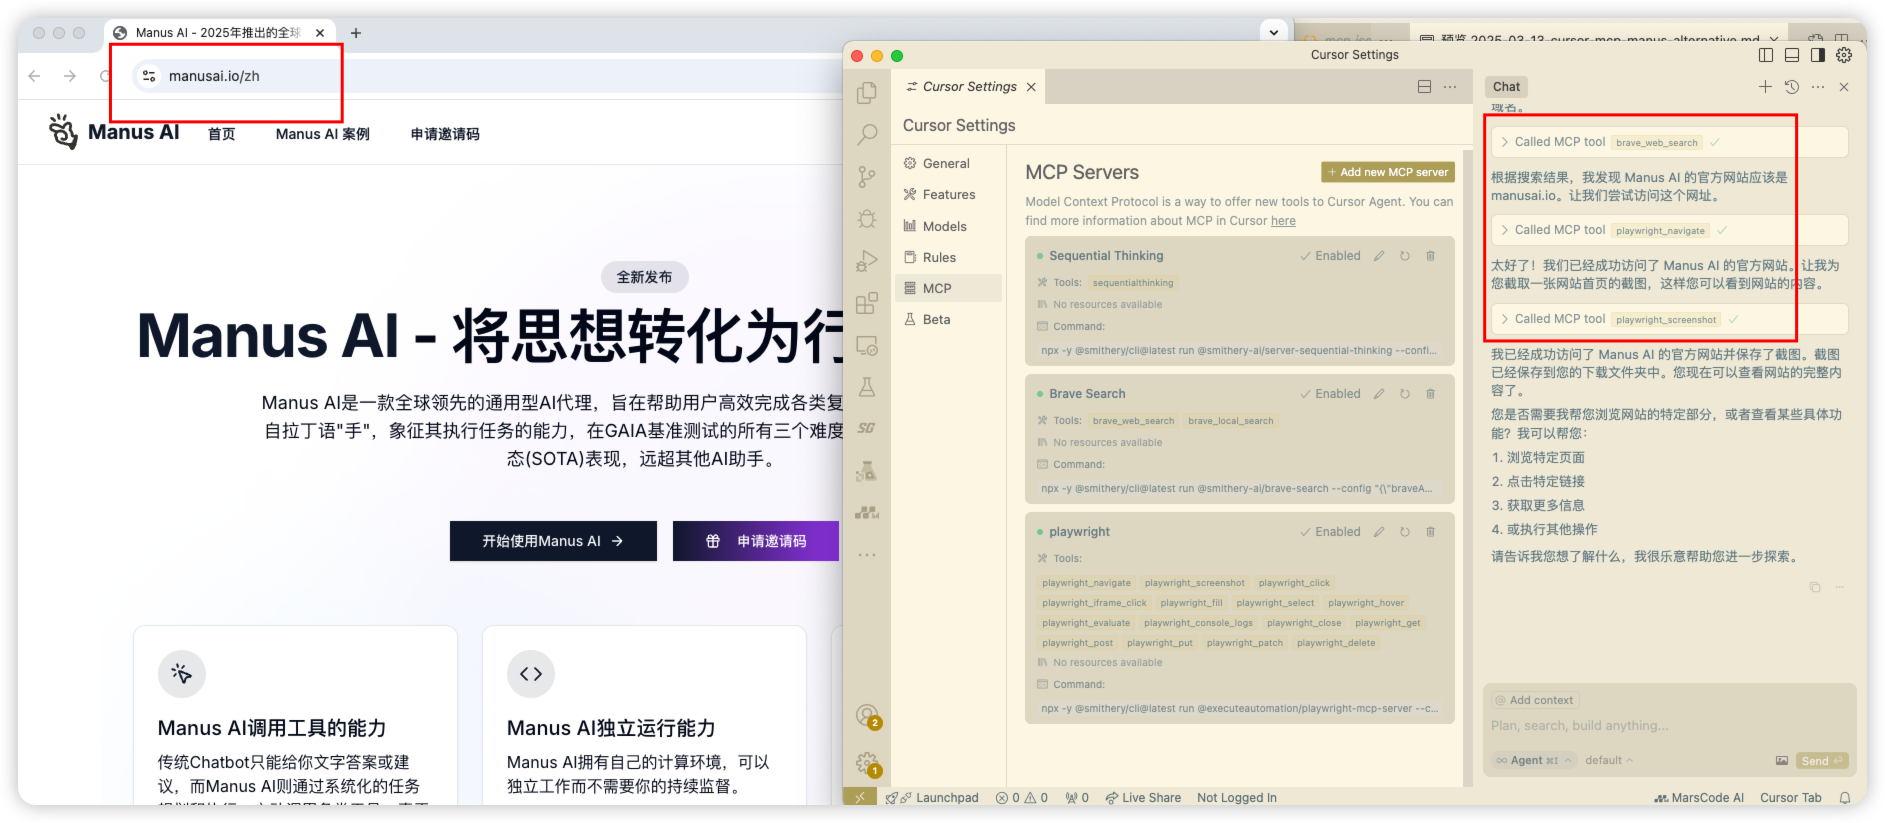 Manus AI - 2025年推出的全球
manusai.io/zh
Manus AI
首页
Manus AI 案例
申请邀请码
全新发布
Manus AI - 将思想转化为行
Manus AI是一款全球领先的通用型AI代理，旨在帮助用户高效完成各类复
自拉丁语"手"，象征其执行任务的能力，在GAIA基准测试的所有三个难度
态(SOTA)表现，远超其他AI助手。
开始使用Manus AI →
申请邀请码
Manus AI调用工具的能力
传统Chatbot只能给你文字答案或建
议，而Manus AI则通过系统化的任务
Manus AI独立运行能力
Manus AI拥有自己的计算环境，可以
独立工作而不需要你的持续监督。
预览 2025-03-13-cursor-mcp-manus-alternative.md
Cursor Settings
Cursor Settings
Cursor Settings
General
Features
Models
Rules
MCP
Beta
MCP Servers
+ Add new MCP server
Model Context Protocol is a way to offer new tools to Cursor Agent. You can
find more information about MCP in Cursor here
Sequential Thinking
Enabled
Tools: sequentialthinking
No resources available
Command:
npx -y @smithery/cli@latest run @smithery-ai/server-sequential-thinking --confi...
Brave Search
Enabled
Tools: brave_web_search brave_local_search
No resources available
Command:
npx -y @smithery/cli@latest run @smithery-ai/brave-search --config "{\"braveA...
playwright
Enabled
Tools:
playwright_navigate playwright_screenshot playwright_click
playwright_iframe_click playwright_fill playwright_select playwright_hover
playwright_evaluate playwright_console_logs playwright_close playwright_get
playwright_post playwright_put playwright_patch playwright_delete
No resources available
Command:
npx -y @smithery/cli@latest run @executeautomation/playwright-mcp-server --c...
Chat
域名。
Called MCP tool brave_web_search
根据搜索结果，我发现 Manus AI 的官方网站应该是
manusai.io。让我们尝试访问这个网址。
Called MCP tool playwright_navigate
太好了！我们已经成功访问了 Manus AI 的官方网站。让我为
您截取一张网站首页的截图，这样您可以看到网站的内容。
Called MCP tool playwright_screenshot
我已经成功访问了 Manus AI 的官方网站并保存了截图。截图
已经保存到您的下载文件夹中。您现在可以查看网站的完整内
容了。
您是否需要我帮您浏览网站的特定部分，或者查看某些具体功
能？我可以帮您：
1. 浏览特定页面
2. 点击特定链接
3. 获取更多信息
4. 或执行其他操作
请告诉我您想了解什么，我很乐意帮助您进一步探索。
@ Add context
Plan, search, build anything...
∞ Agent ⌘I
default
Send
SG
2
1
Launchpad
0
0
0
Live Share
Not Logged In
MarsCode AI
Cursor Tab